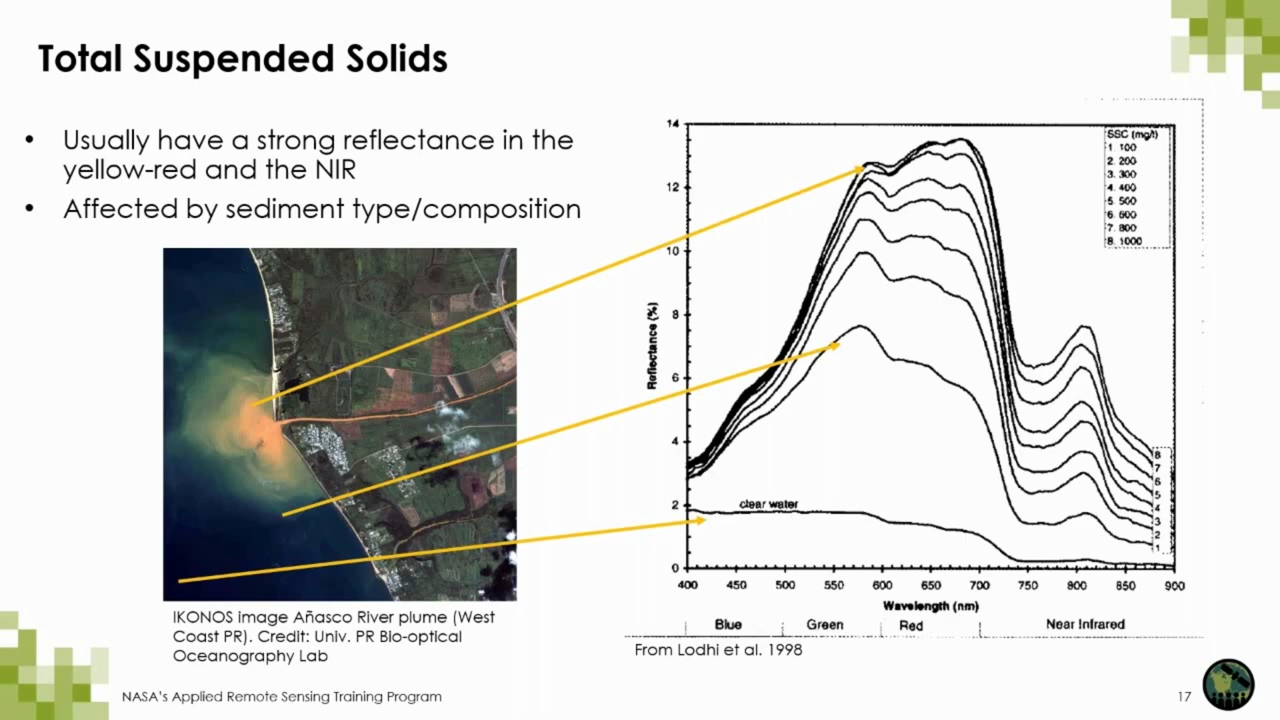 Total Suspended Solids
• Usually have a strong reflectance in the
yellow-red and the NIR
• Affected by sediment type/composition
IKONOS image Añasco River plume (West
Coast PR). Credit: Univ. PR Bio-optical
Oceanography Lab
14
12
10
8
6
4
2
0
Reflectance (%)
SSC (mg/l)
1. 100
2. 200
3. 300
4. 400
5. 500
6. 600
7. 800
8. 1000
clear water
8
7
6
5
4
3
2
1
400 450 500 550 600 650 700 750 800 850 900
Wavelength (nm)
Blue Green Red Near Infrared
From Lodhi et al. 1998
NASA's Applied Remote Sensing Training Program
17